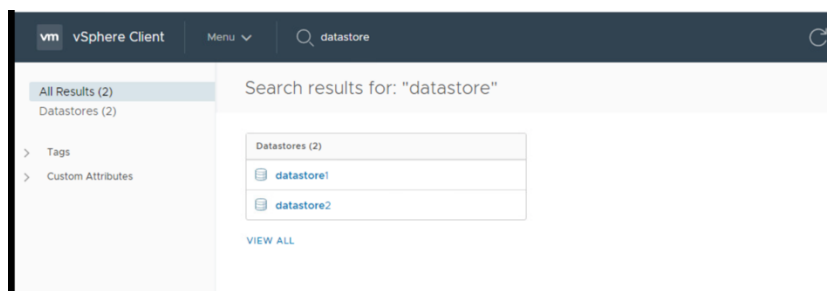 vm vSphere Client Menu datastore
All Results (2)
Datastores (2)
Tags
Custom Attributes
Search results for: "datastore"
Datastores (2)
datastore1
datastore2
VIEW ALL